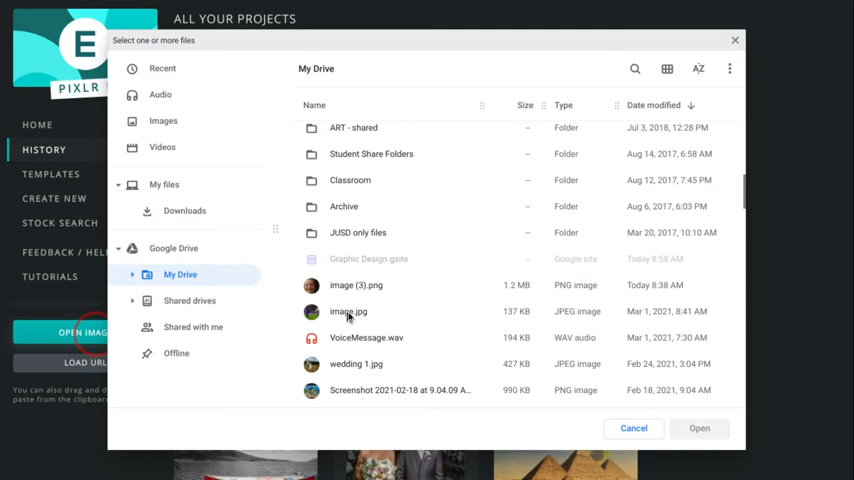 ALL YOUR PROJECTS
E
PIXLR
HOME
HISTORY
TEMPLATES
CREATE NEW
STOCK SEARCH
FEEDBACK / HEL
TUTORIALS
OPEN IMAG
LOAD URL
You can also drag and d
paste from the clipboard
Select one or more files
Recent
Audio
Images
Videos
My files
Downloads
Google Drive
My Drive
Shared drives
Shared with me
Offline
My Drive
AZ
Name Size Type Date modified
ART - shared – Folder Jul 3, 2018, 12:28 PM
Student Share Folders – Folder Aug 14, 2017, 6:58 AM
Classroom – Folder Aug 12, 2017, 7:45 PM
Archive – Folder Aug 6, 2017, 6:03 PM
JUSD only files – Folder Mar 20, 2017, 10:10 AM
Graphic Design.gsite – Google site Today 8:58 AM
image (3).png 1.2 MB PNG image Today 8:38 AM
image.jpg 137 KB JPEG image Mar 1, 2021, 8:41 AM
VoiceMessage.wav 194 KB WAV audio Mar 1, 2021, 7:30 AM
wedding 1.jpg 427 KB JPEG image Feb 24, 2021, 3:04 PM
Screenshot 2021-02-18 at 9.04.09 A... 990 KB PNG image Feb 18, 2021, 9:04 AM
Cancel
Open